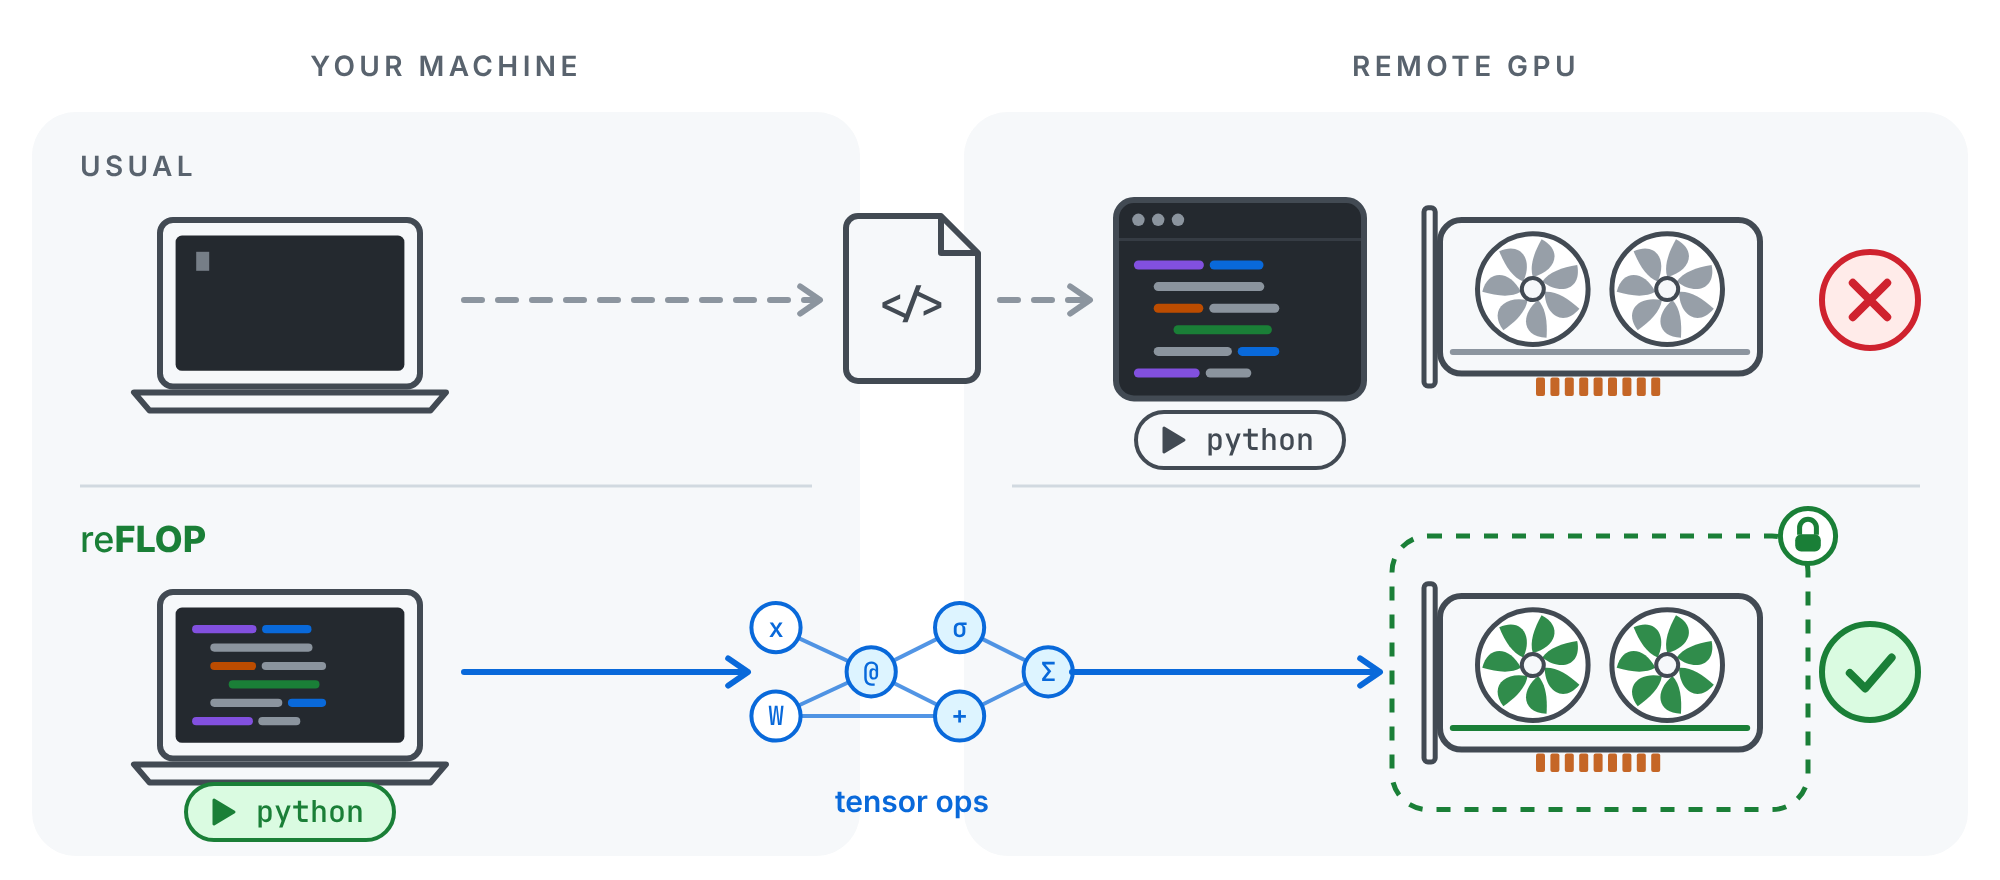 YOUR MACHINE
REMOTE GPU
USUAL
</>
python
reFLOP
x
σ
@
Σ
W
+
tensor ops
python